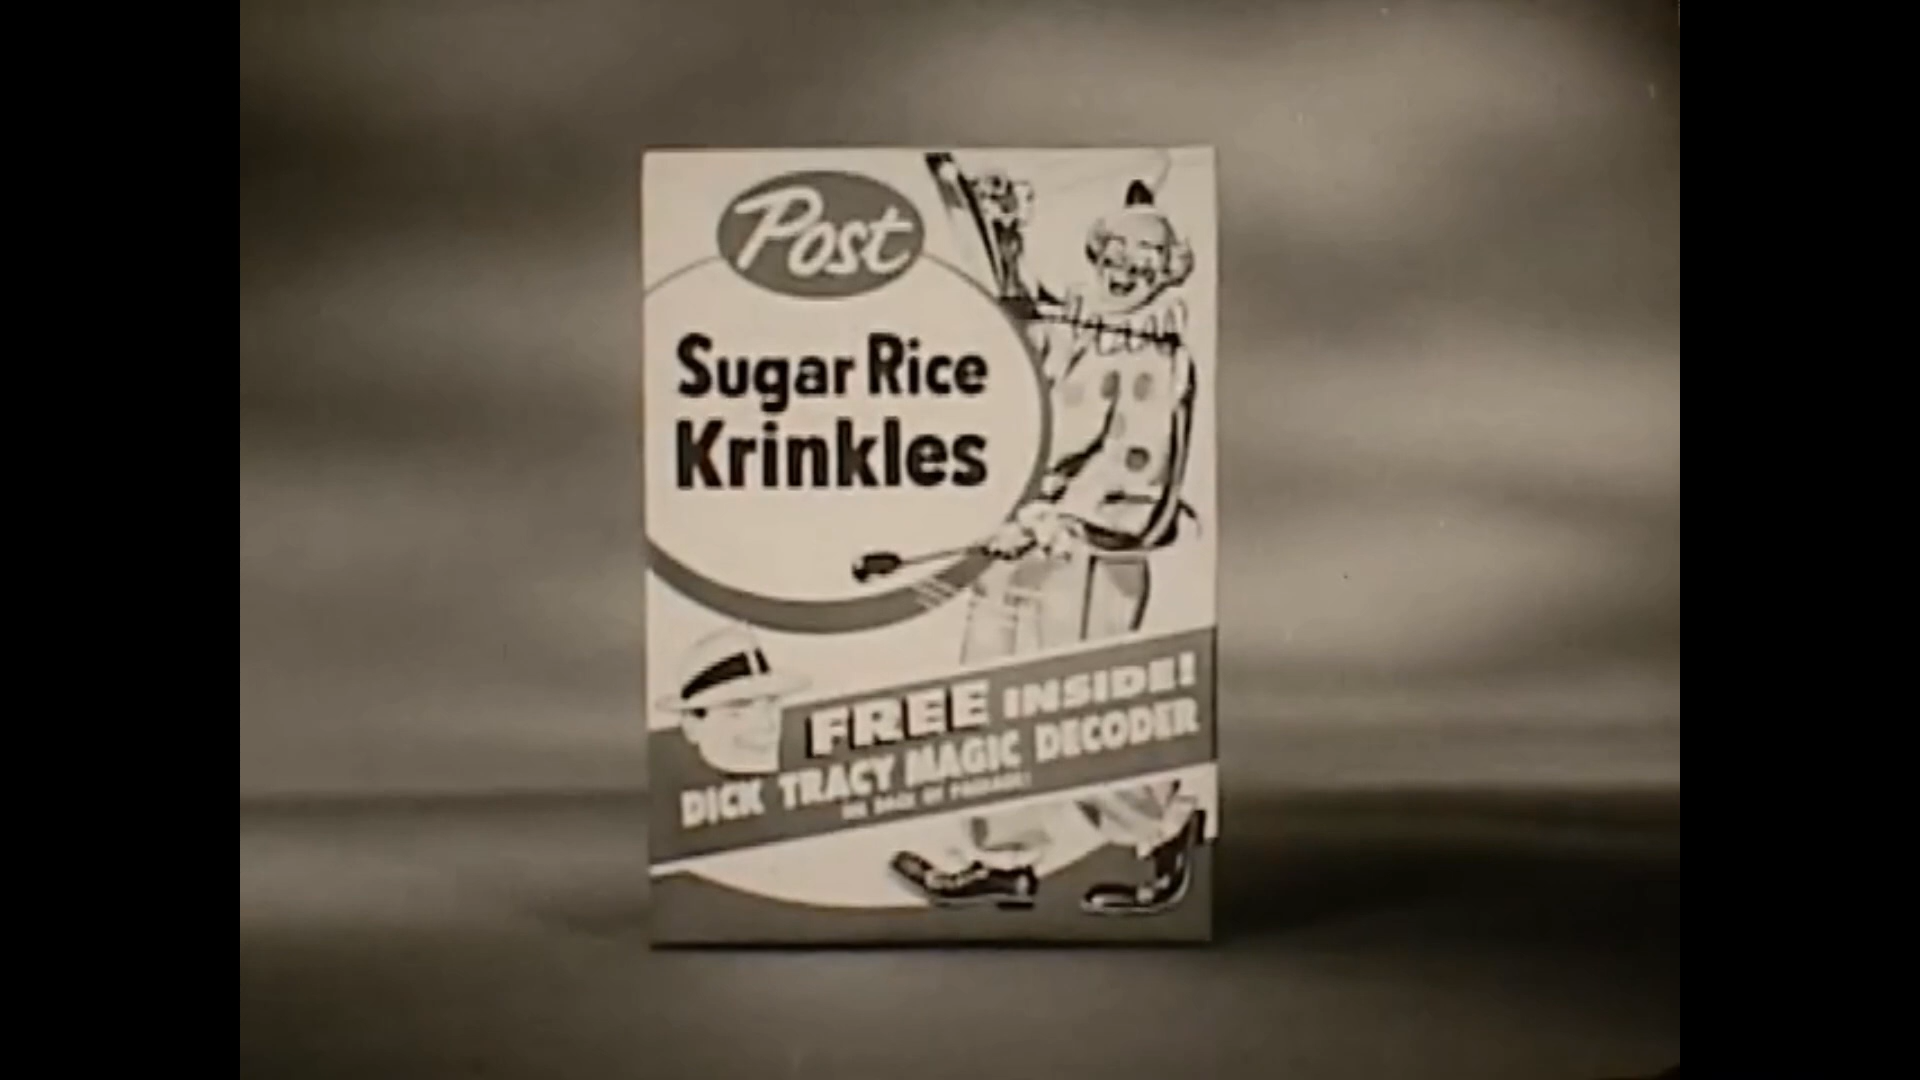 Post
Sugar Rice
Krinkles
FREE INSIDE!
DICK TRACY MAGIC DECODER